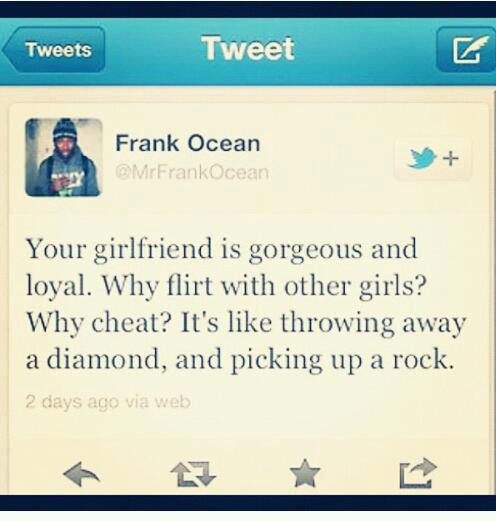 Tweets
Tweet
Frank Ocean
@MrFrankOcean
Your girlfriend is gorgeous and
loyal. Why flirt with other girls?
Why cheat? It's like throwing away
a diamond, and picking up a rock.
2 days ago via web